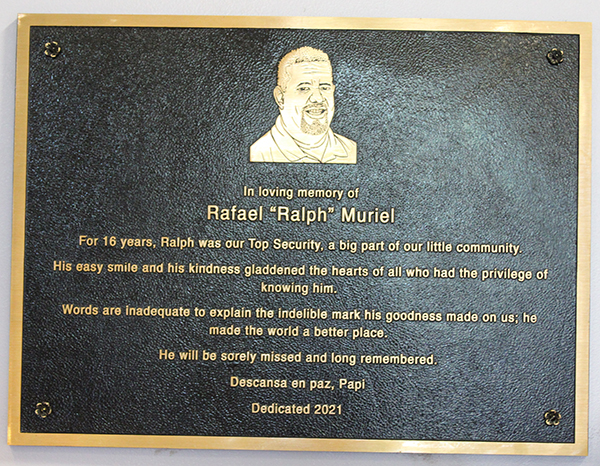 In loving memory of
Rafael “Ralph” Muriel
For 16 years, Ralph was our Top Security, a big part of our little community.
His easy smile and his kindness gladdened the hearts of all who had the privilege of
knowing him.
Words are inadequate to explain the indelible mark his goodness made on us; he
made the world a better place.
He will be sorely missed and long remembered.
Descansa en paz, Papi
Dedicated 2021